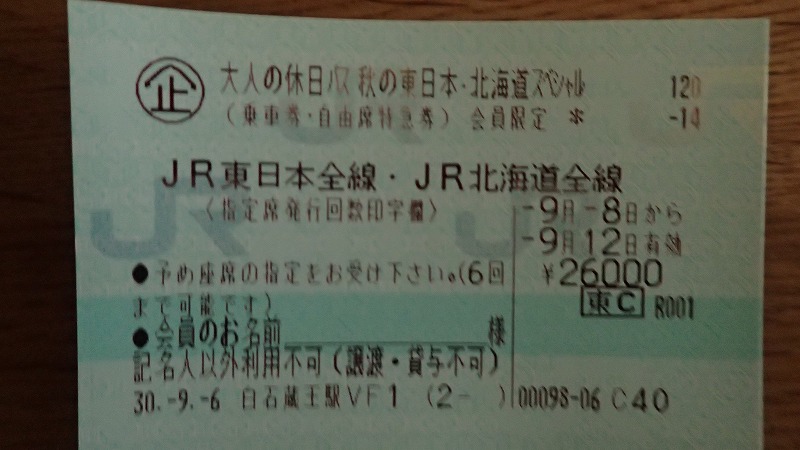 企 大人の休日パス 秋の東日本・北海道スペシャル 120
(乗車券・自由席特急券) 会員限定 * -14
JR東日本全線・JR北海道全線
〈指定席発行回数印字欄〉
-9月-8日から
-9月12日有効
●予め座席の指定をお受け下さい。(6回
まで可能です)
¥26000
東C R001
●会員のお名前 様
記名人以外利用不可(譲渡・貸与不可)
30.-9.-6 白石蔵王駅VF1 (2- ) 00098-06 C40